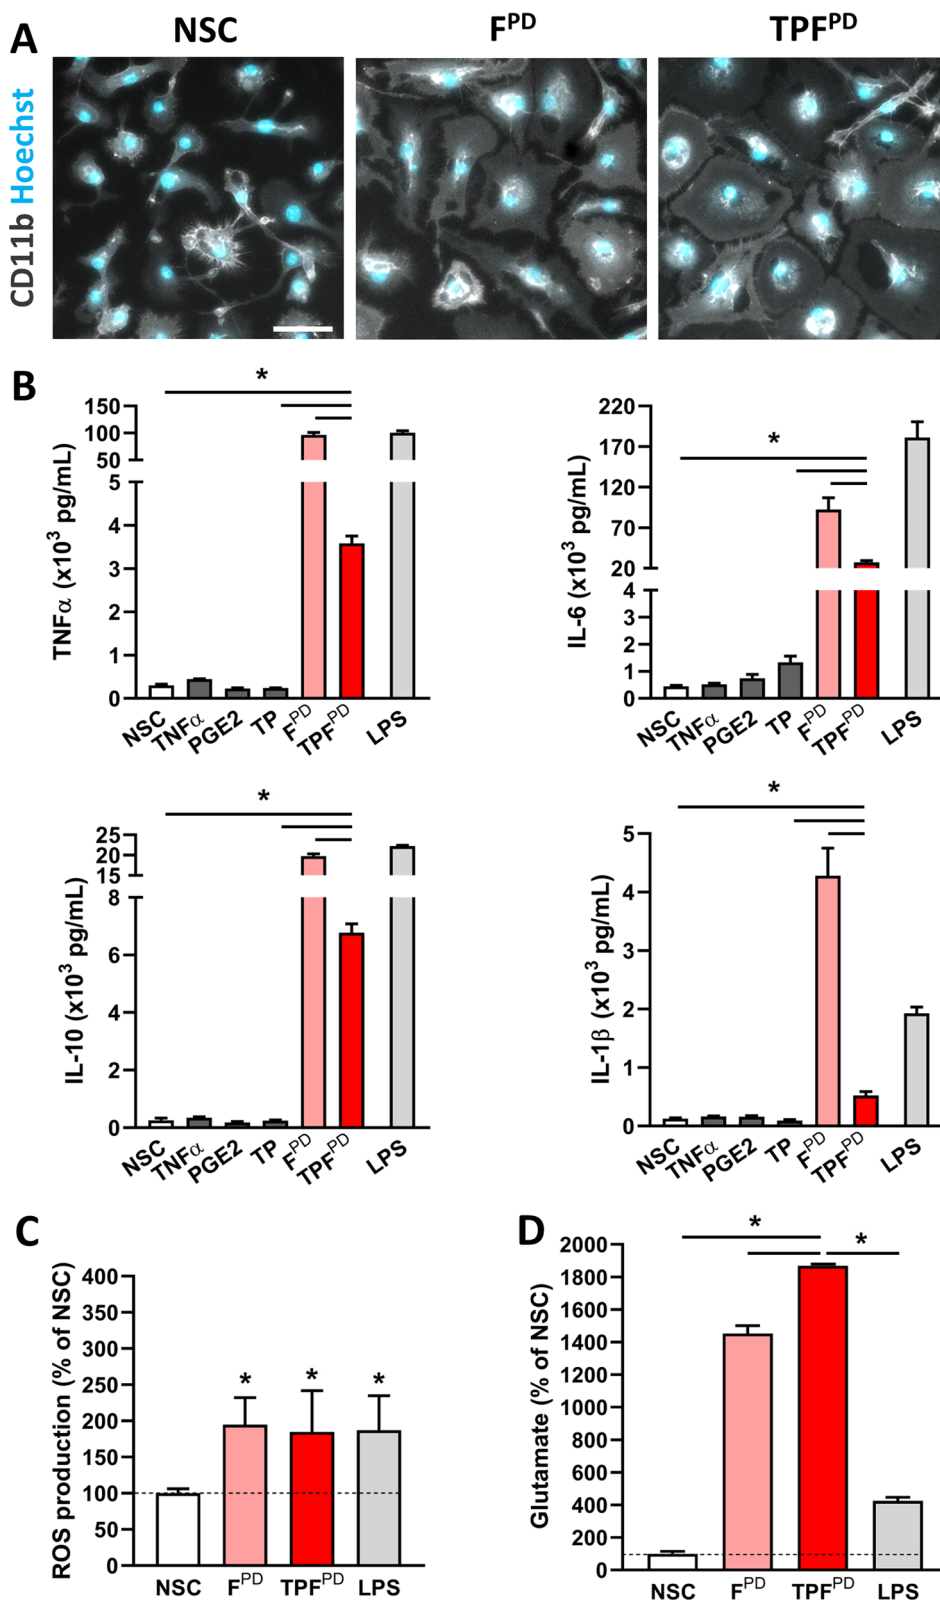 A
NSC
F^PD
TPF^PD
CD11b Hoechst
B
*
TNFα (x10^3 pg/mL)
150
100
50
5
4
3
2
1
0
NSC
TNFα
PGE2
TP
F^PD
TPF^PD
LPS
*
IL-6 (x10^3 pg/mL)
220
170
120
70
20
4
3
2
1
0
NSC
TNFα
PGE2
TP
F^PD
TPF^PD
LPS
*
IL-10 (x10^3 pg/mL)
25
20
15
8
6
4
2
0
NSC
TNFα
PGE2
TP
F^PD
TPF^PD
LPS
*
IL-1β (x10^3 pg/mL)
5
4
3
2
1
0
NSC
TNFα
PGE2
TP
F^PD
TPF^PD
LPS
C
ROS production (% of NSC)
400
350
300
250
200
150
100
50
0
* * *
NSC
F^PD
TPF^PD
LPS
D
* *
Glutamate (% of NSC)
2000
1800
1600
1400
1200
1000
800
600
400
200
0
NSC
F^PD
TPF^PD
LPS